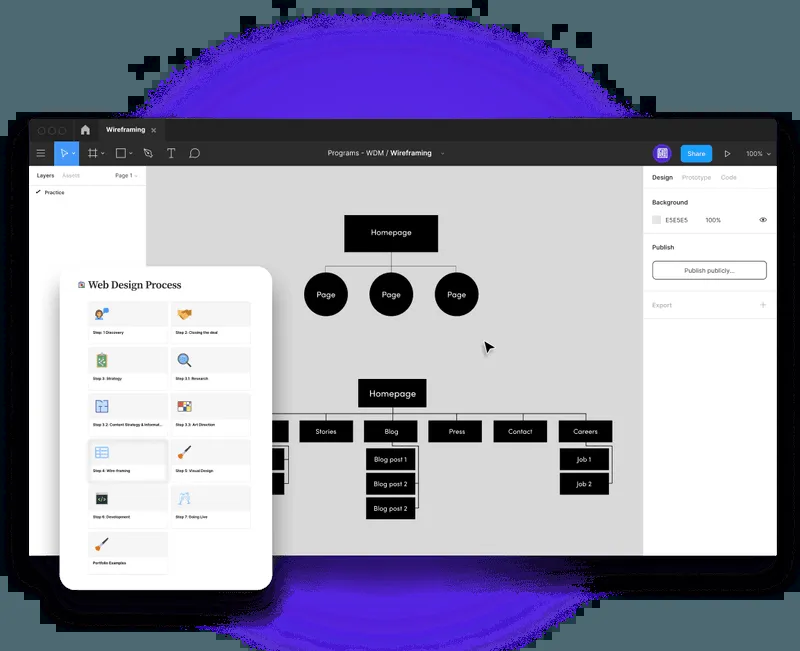 Wireframing
Programs - WDM / Wireframing
Share
100%
Layers
Assist
Page 1
Practice
Design
Prototype
Code
Background
E5E5E5
100%
Publish
Publish publicly...
Export
Homepage
Page
Page
Page
Homepage
Stories
Blog
Press
Contact
Careers
Blog post 1
Blog post 2
Blog post 2
Job 1
Job 2
Web Design Process
Step: 1 Discovery
Step 2: Closing the deal
Step 3: Strategy
Step 3.1: Research
Step 3.2: Content Strategy & Informat...
Step 3.3: Art Direction
Step 4: Wire-framing
Step 5: Visual Design
Step 6: Development
Step 7: Going Live
Portfolio Examples